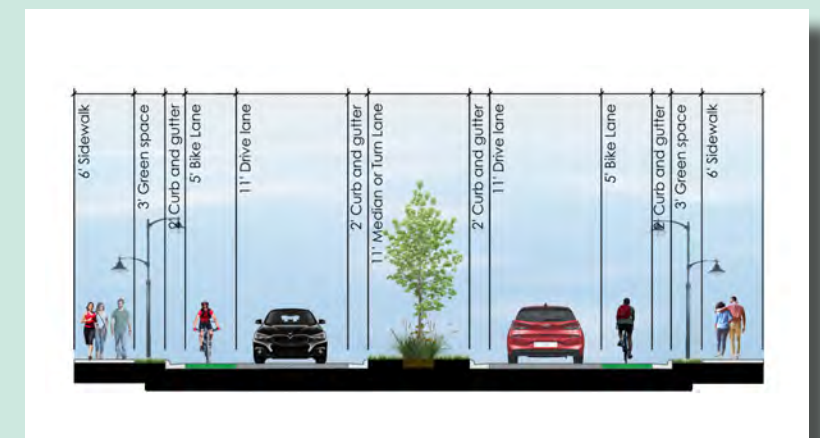 6' Sidewalk
3' Green space
2' Curb and gutter
5' Bike Lane
11' Drive lane
2' Curb and gutter
11' Median or Turn Lane
2' Curb and gutter
11' Drive lane
5' Bike Lane
2' Curb and gutter
3' Green space
6' Sidewalk